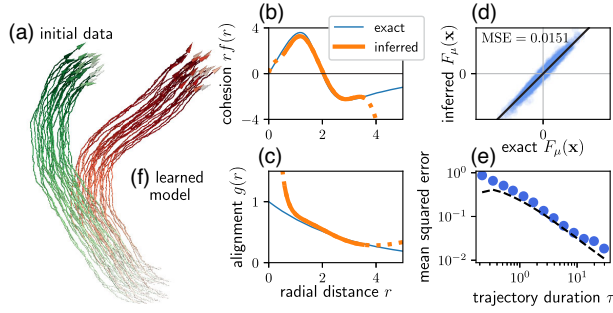 (a) initial data
(f) learned
model
(b)
cohesion r f(r)
4
0
−4
0 2 4
exact
inferred
(c)
alignment g(r)
1
0
0 2 4
radial distance r
(d)
MSE = 0.0151
inferred F_μ(x)
0
0
exact F_μ(x)
(e)
mean squared error
10^0
10^−1
10^−2
10^0 10^1
trajectory duration τ